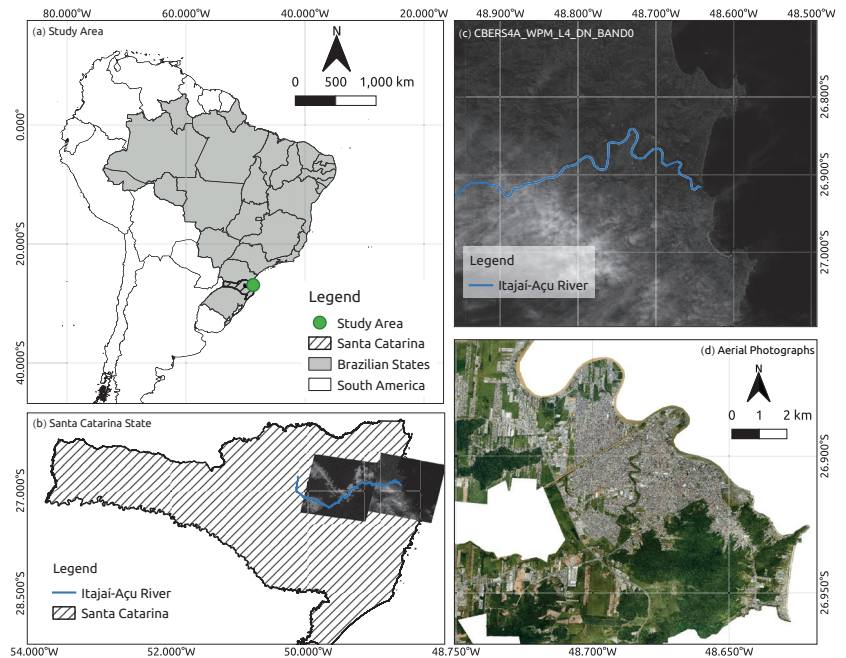 80.000°W 60.000°W 40.000°W 20.000°W
(a) Study Area
N
0 500 1,000 km
0.000°
20.000°S
40.000°S
Legend
Study Area
Santa Catarina
Brazilian States
South America
48.900°W 48.800°W 48.700°W 48.600°W 48.500°W
(c) CBERS4A_WPM_L4_DN_BAND0
26.800°S
26.900°S
27.000°S
Legend
Itajaí-Açu River
(b) Santa Catarina State
27.000°S
28.500°S
Legend
Itajaí-Açu River
Santa Catarina
54.000°W 52.000°W 50.000°W
(d) Aerial Photographs
N
0 1 2 km
26.900°S
26.950°S
48.750°W 48.700°W 48.650°W